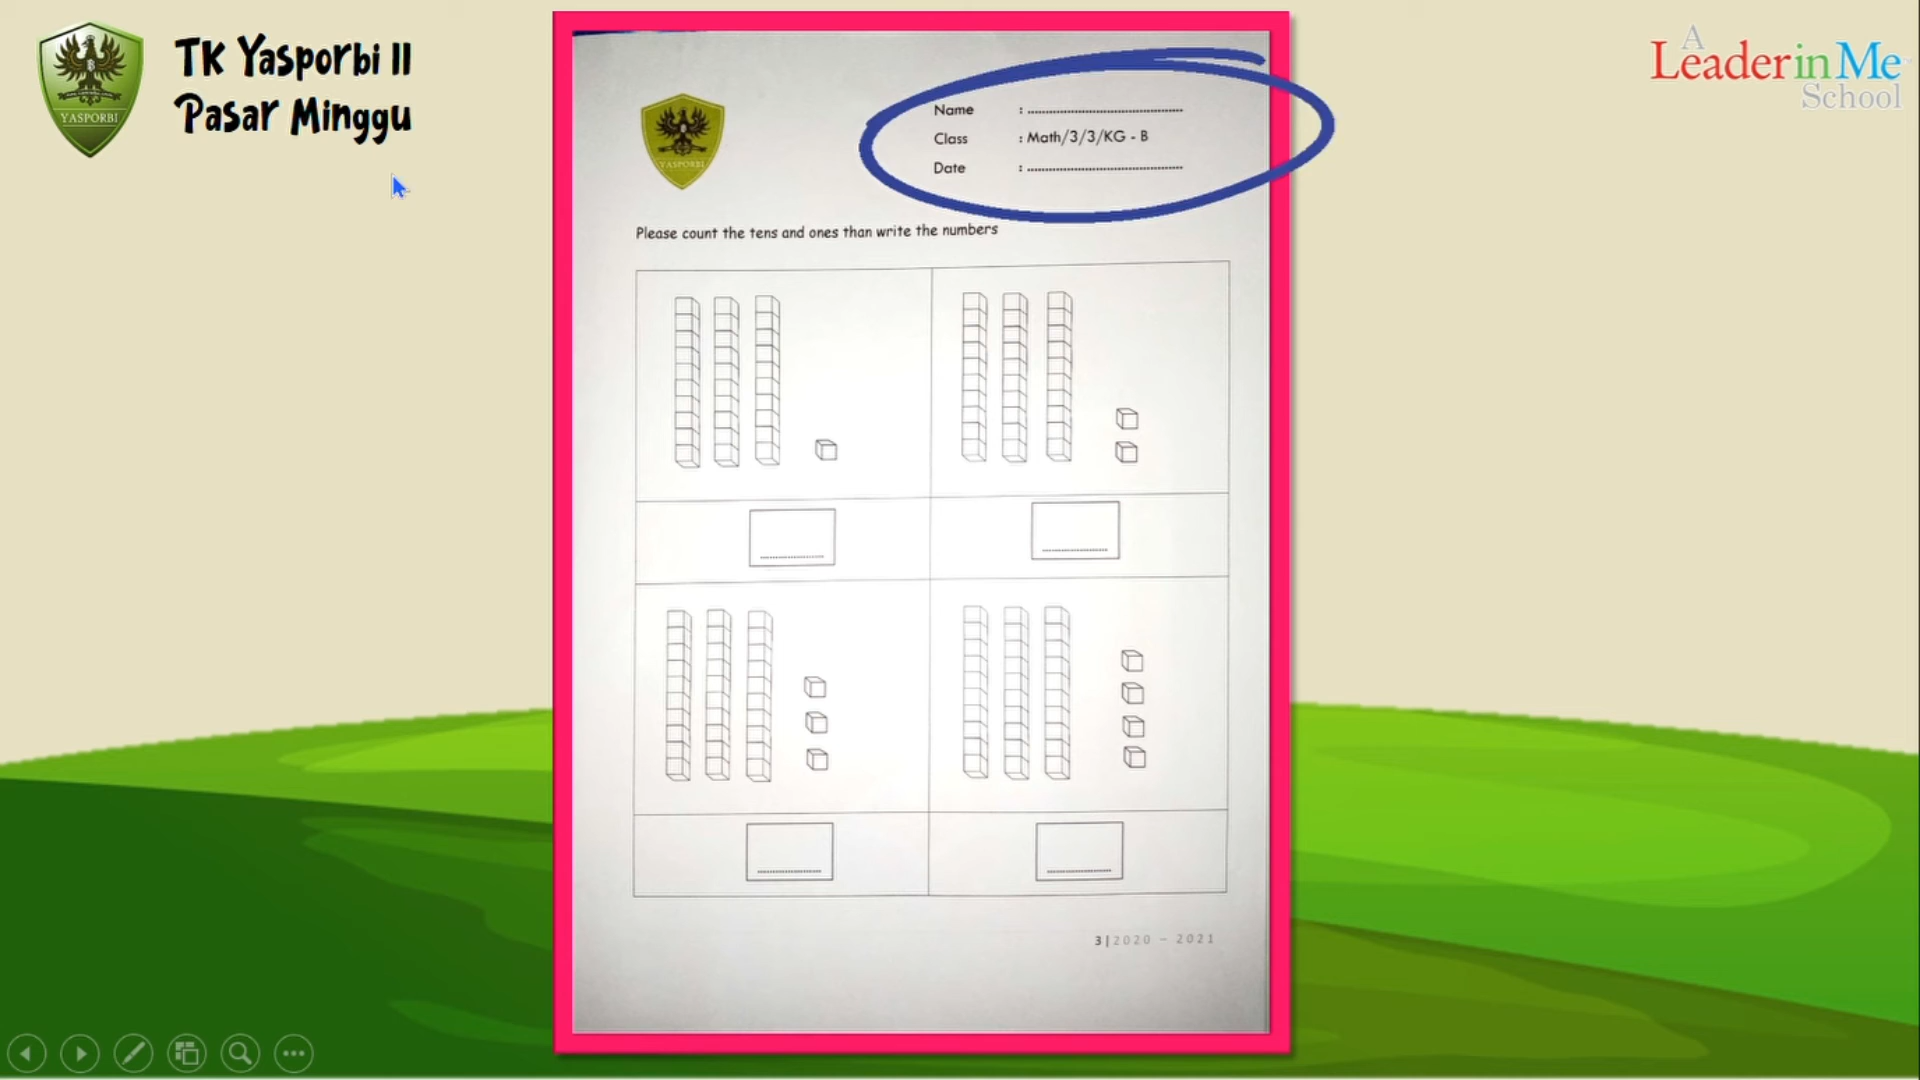 TK Yasporbi II
Pasar Minggu
YASPORBI
A
Leader in Me
School
YASPORBI
Name : ........................................
Class : Math/3/3/KG - B
Date : ........................................
Please count the tens and ones than write the numbers
3|2020 – 2021